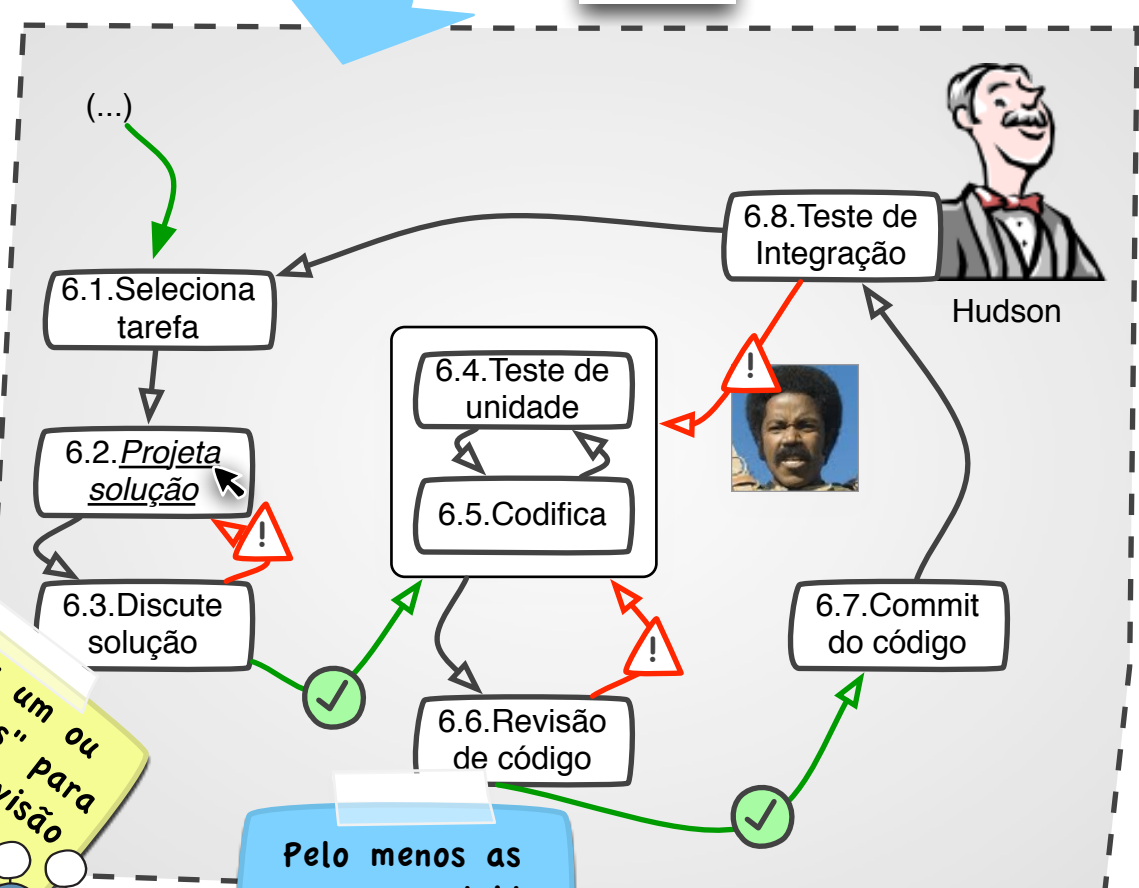 (...)
6.8.Teste de
Integração
Hudson
6.1.Seleciona
tarefa
!
6.4.Teste de
unidade
6.2.Projeta
solução
6.5.Codifica
!
6.3.Discute
solução
6.7.Commit
do código
!
6.6.Revisão
de código
um ou
s" para
visão
Pelo menos as